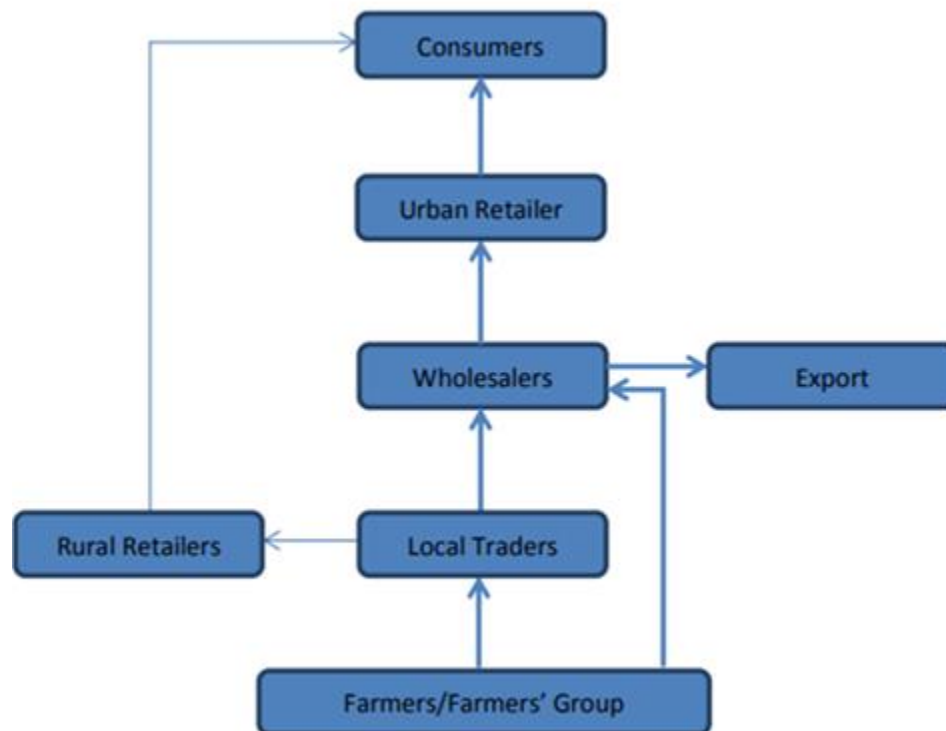 Consumers
Urban Retailer
Wholesalers
Export
Rural Retailers
Local Traders
Farmers/Farmers’ Group